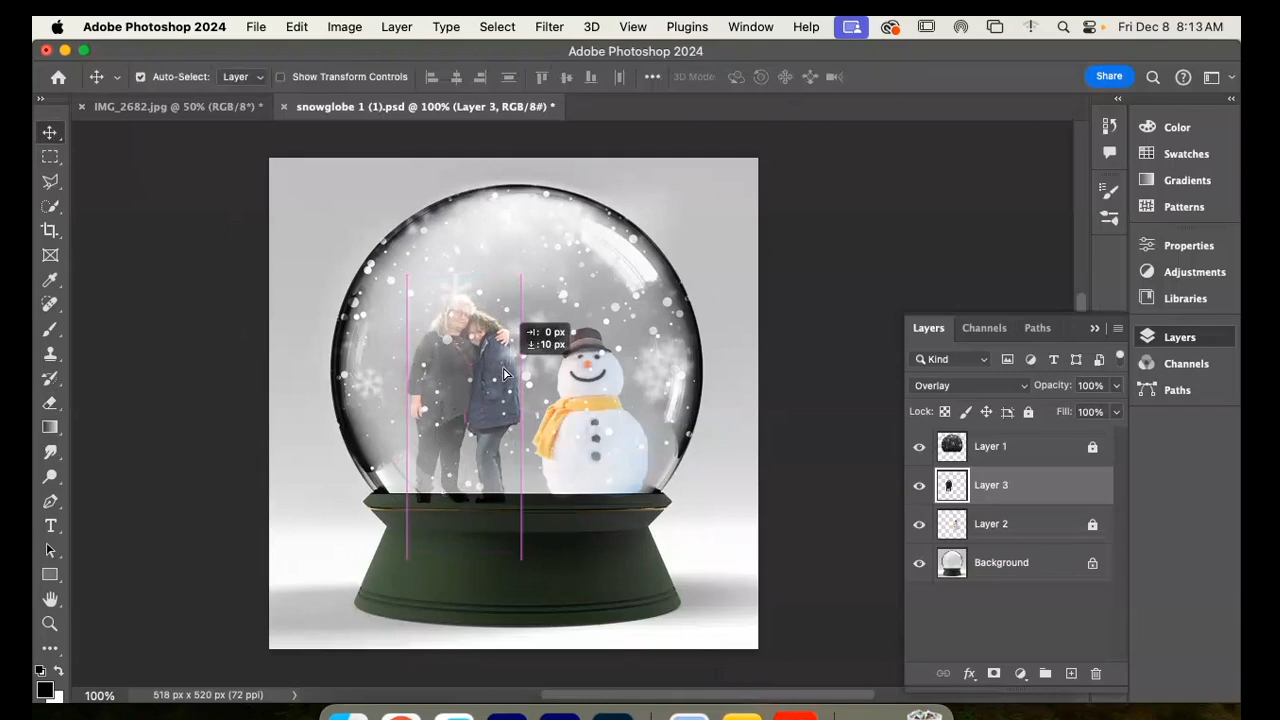 Adobe Photoshop 2024 File Edit Image Layer Type Select Filter 3D View Plugins Window Help Fri Dec 8 8:13 AM
Adobe Photoshop 2024
Auto-Select: Layer Show Transform Controls 3D Mode: Share
IMG_2682.jpg @ 50% (RGB/8*) * snowglobe 1 (1).psd @ 100% (Layer 3, RGB/8#) *
Color
Swatches
Gradients
Patterns
Properties
Adjustments
Libraries
Layers
Channels
Paths
: 0 px
: 10 px
Layers Channels Paths
Kind
Overlay Opacity: 100%
Lock: Fill: 100%
Layer 1
Layer 3
Layer 2
Background
100% 518 px x 520 px (72 ppi)